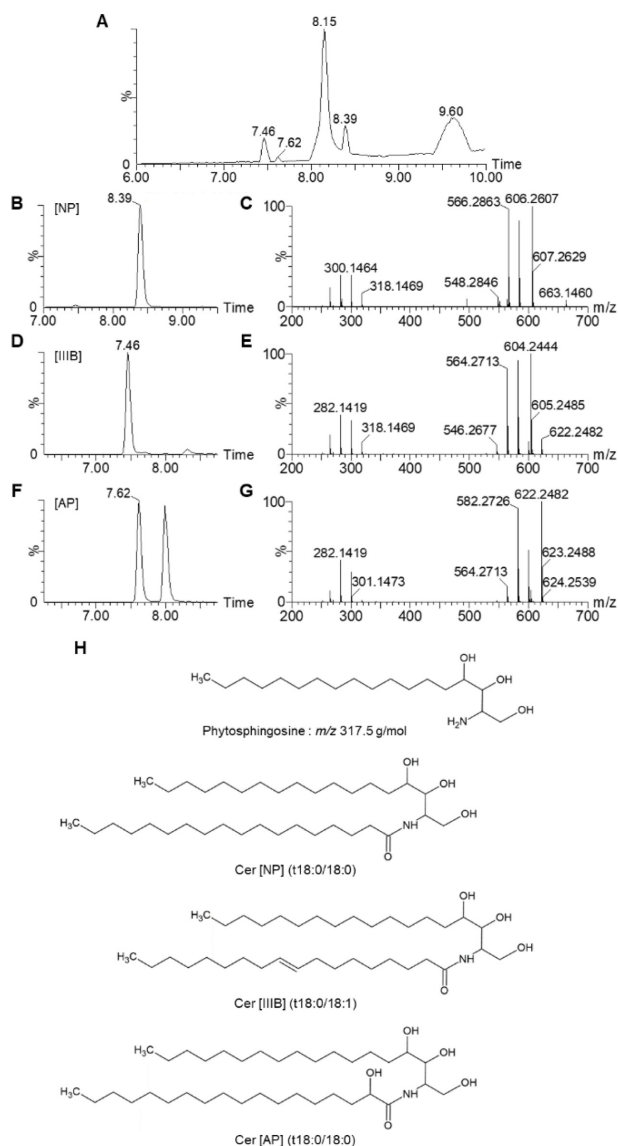 A
8.15
7.46
7.62
8.39
9.60
%
0
6.00 7.00 8.00 9.00 10.00
Time
B
[NP]
8.39
%
0
7.00 8.00 9.00
Time
C
100
%
0
566.2863
606.2607
607.2629
300.1464
318.1469
548.2846
663.1460
200 300 400 500 600 700
m/z
D
[IIIB]
7.46
%
0
7.00 8.00
Time
E
100
%
0
604.2444
564.2713
605.2485
282.1419
318.1469
546.2677
622.2482
200 300 400 500 600 700
m/z
F
[AP]
7.62
%
0
7.00 8.00
Time
G
100
%
0
622.2482
582.2726
623.2488
282.1419
301.1473
564.2713
624.2539
200 300 400 500 600 700
m/z
H
OH
H3C
OH
OH
H2N
Phytosphingosine : m/z 317.5 g/mol
OH
H3C
OH
OH
H3C
NH
O
Cer [NP] (t18:0/18:0)
OH
H3C
OH
OH
H3C
NH
O
Cer [IIIB] (t18:0/18:1)
OH
H3C
OH
OH
OH
H3C
NH
O
Cer [AP] (t18:0/18:0)